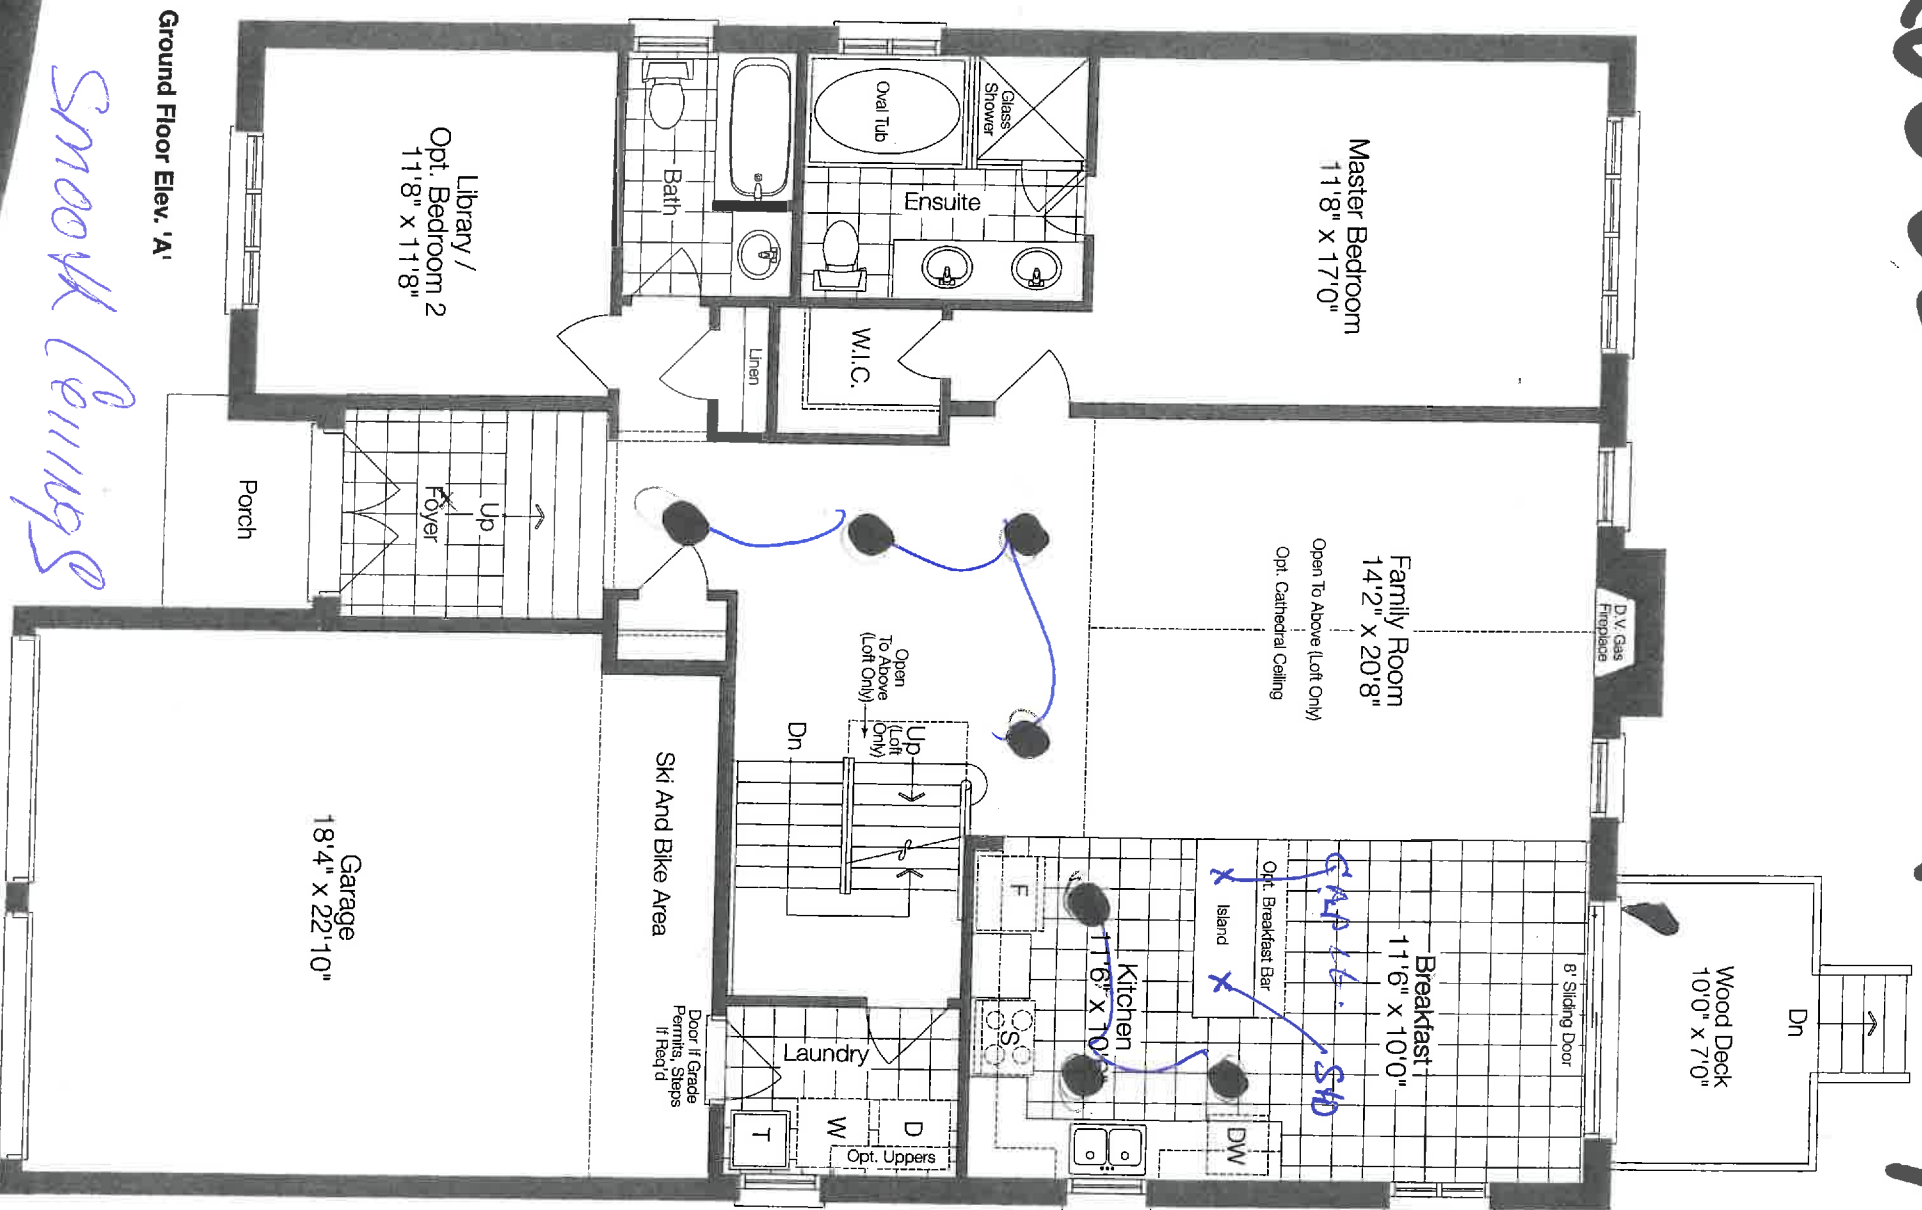 Ground Floor Elev. 'A'
Smooth Ceilings
Master Bedroom
11'8" x 17'0"
Glass
Shower
Oval Tub
Ensuite
Bath
Library /
Opt. Bedroom 2
11'8" x 11'8"
W.I.C.
Linen
D.V. Gas
Fireplace
Family Room
14'2" x 20'8"
Open To Above (Loft Only)
Opt. Cathedral Ceiling
Up
Foyer
Porch
Open
To Above
(Loft Only)
Up
(Loft
Only)
Dn
Ski And Bike Area
Garage
18'4" x 22'10"
Wood Deck
10'0" x 7'0"
Dn
8' Sliding Door
Breakfast
11'6" x 10'0"
Opt. Breakfast Bar
Island
STD
Kitchen
11'6" x 10'
F
S
DW
Laundry
Door If Grade
Permits, Steps
If Req'd
D
W
T
Opt. Uppers